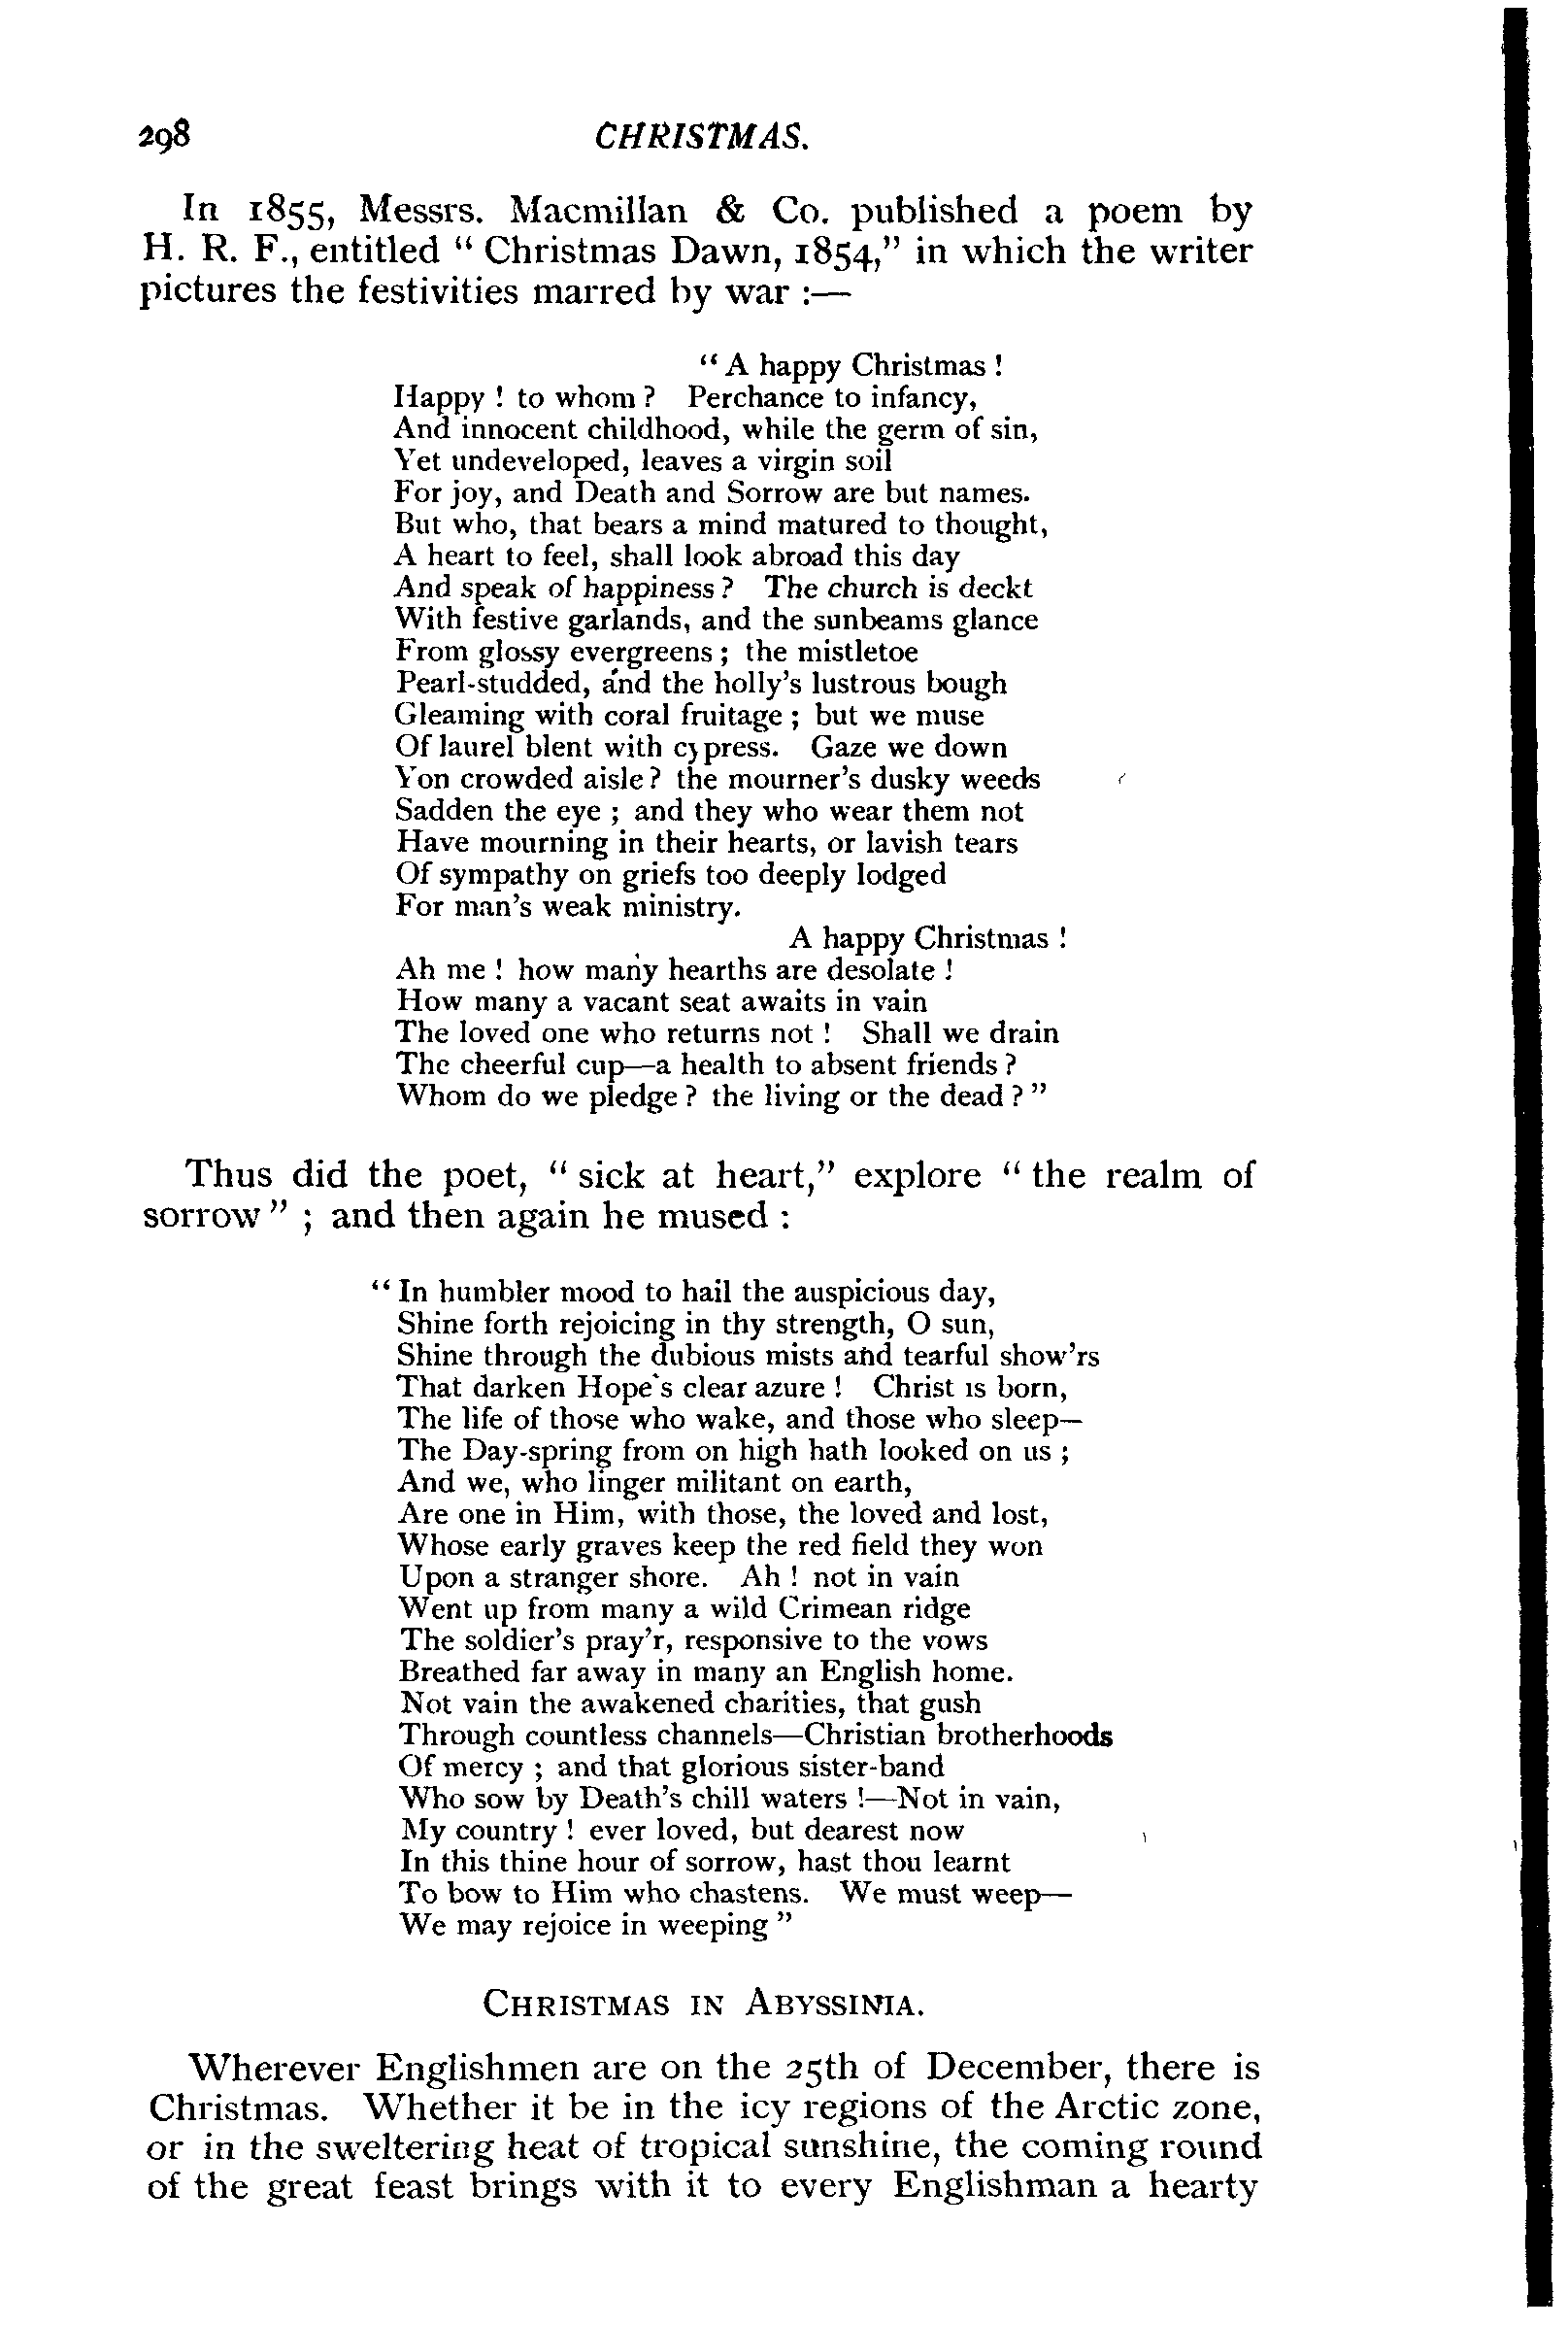 298 CHRISTMAS.
In 1855, Messrs. Macmillan & Co. published a poem by
H. R. F., entitled “ Christmas Dawn, 1854,” in which the writer
pictures the festivities marred by war :—
“ A happy Christmas !
Happy ! to whom ? Perchance to infancy,
And innocent childhood, while the germ of sin,
Yet undeveloped, leaves a virgin soil
For joy, and Death and Sorrow are but names.
But who, that bears a mind matured to thought,
A heart to feel, shall look abroad this day
And speak of happiness ? The church is deckt
With festive garlands, and the sunbeams glance
From glossy evergreens ; the mistletoe
Pearl-studded, and the holly’s lustrous bough
Gleaming with coral fruitage ; but we muse
Of laurel blent with cypress. Gaze we down
Yon crowded aisle ? the mourner’s dusky weeds
Sadden the eye ; and they who wear them not
Have mourning in their hearts, or lavish tears
Of sympathy on griefs too deeply lodged
For man’s weak ministry.
A happy Christmas !
Ah me ! how many hearths are desolate !
How many a vacant seat awaits in vain
The loved one who returns not ! Shall we drain
The cheerful cup—a health to absent friends ?
Whom do we pledge ? the living or the dead ? ”
Thus did the poet, “ sick at heart,” explore “ the realm of
sorrow ” ; and then again he mused :
“ In humbler mood to hail the auspicious day,
Shine forth rejoicing in thy strength, O sun,
Shine through the dubious mists and tearful show’rs
That darken Hope's clear azure ! Christ is born,
The life of those who wake, and those who sleep—
The Day-spring from on high hath looked on us ;
And we, who linger militant on earth,
Are one in Him, with those, the loved and lost,
Whose early graves keep the red field they won
Upon a stranger shore. Ah ! not in vain
Went up from many a wild Crimean ridge
The soldier’s pray’r, responsive to the vows
Breathed far away in many an English home.
Not vain the awakened charities, that gush
Through countless channels—Christian brotherhoods
Of mercy ; and that glorious sister-band
Who sow by Death’s chill waters !—Not in vain,
My country ! ever loved, but dearest now
In this thine hour of sorrow, hast thou learnt
To bow to Him who chastens. We must weep—
We may rejoice in weeping ”
CHRISTMAS IN ABYSSINIA.
Wherever Englishmen are on the 25th of December, there is
Christmas. Whether it be in the icy regions of the Arctic zone,
or in the sweltering heat of tropical sunshine, the coming round
of the great feast brings with it to every Englishman a hearty